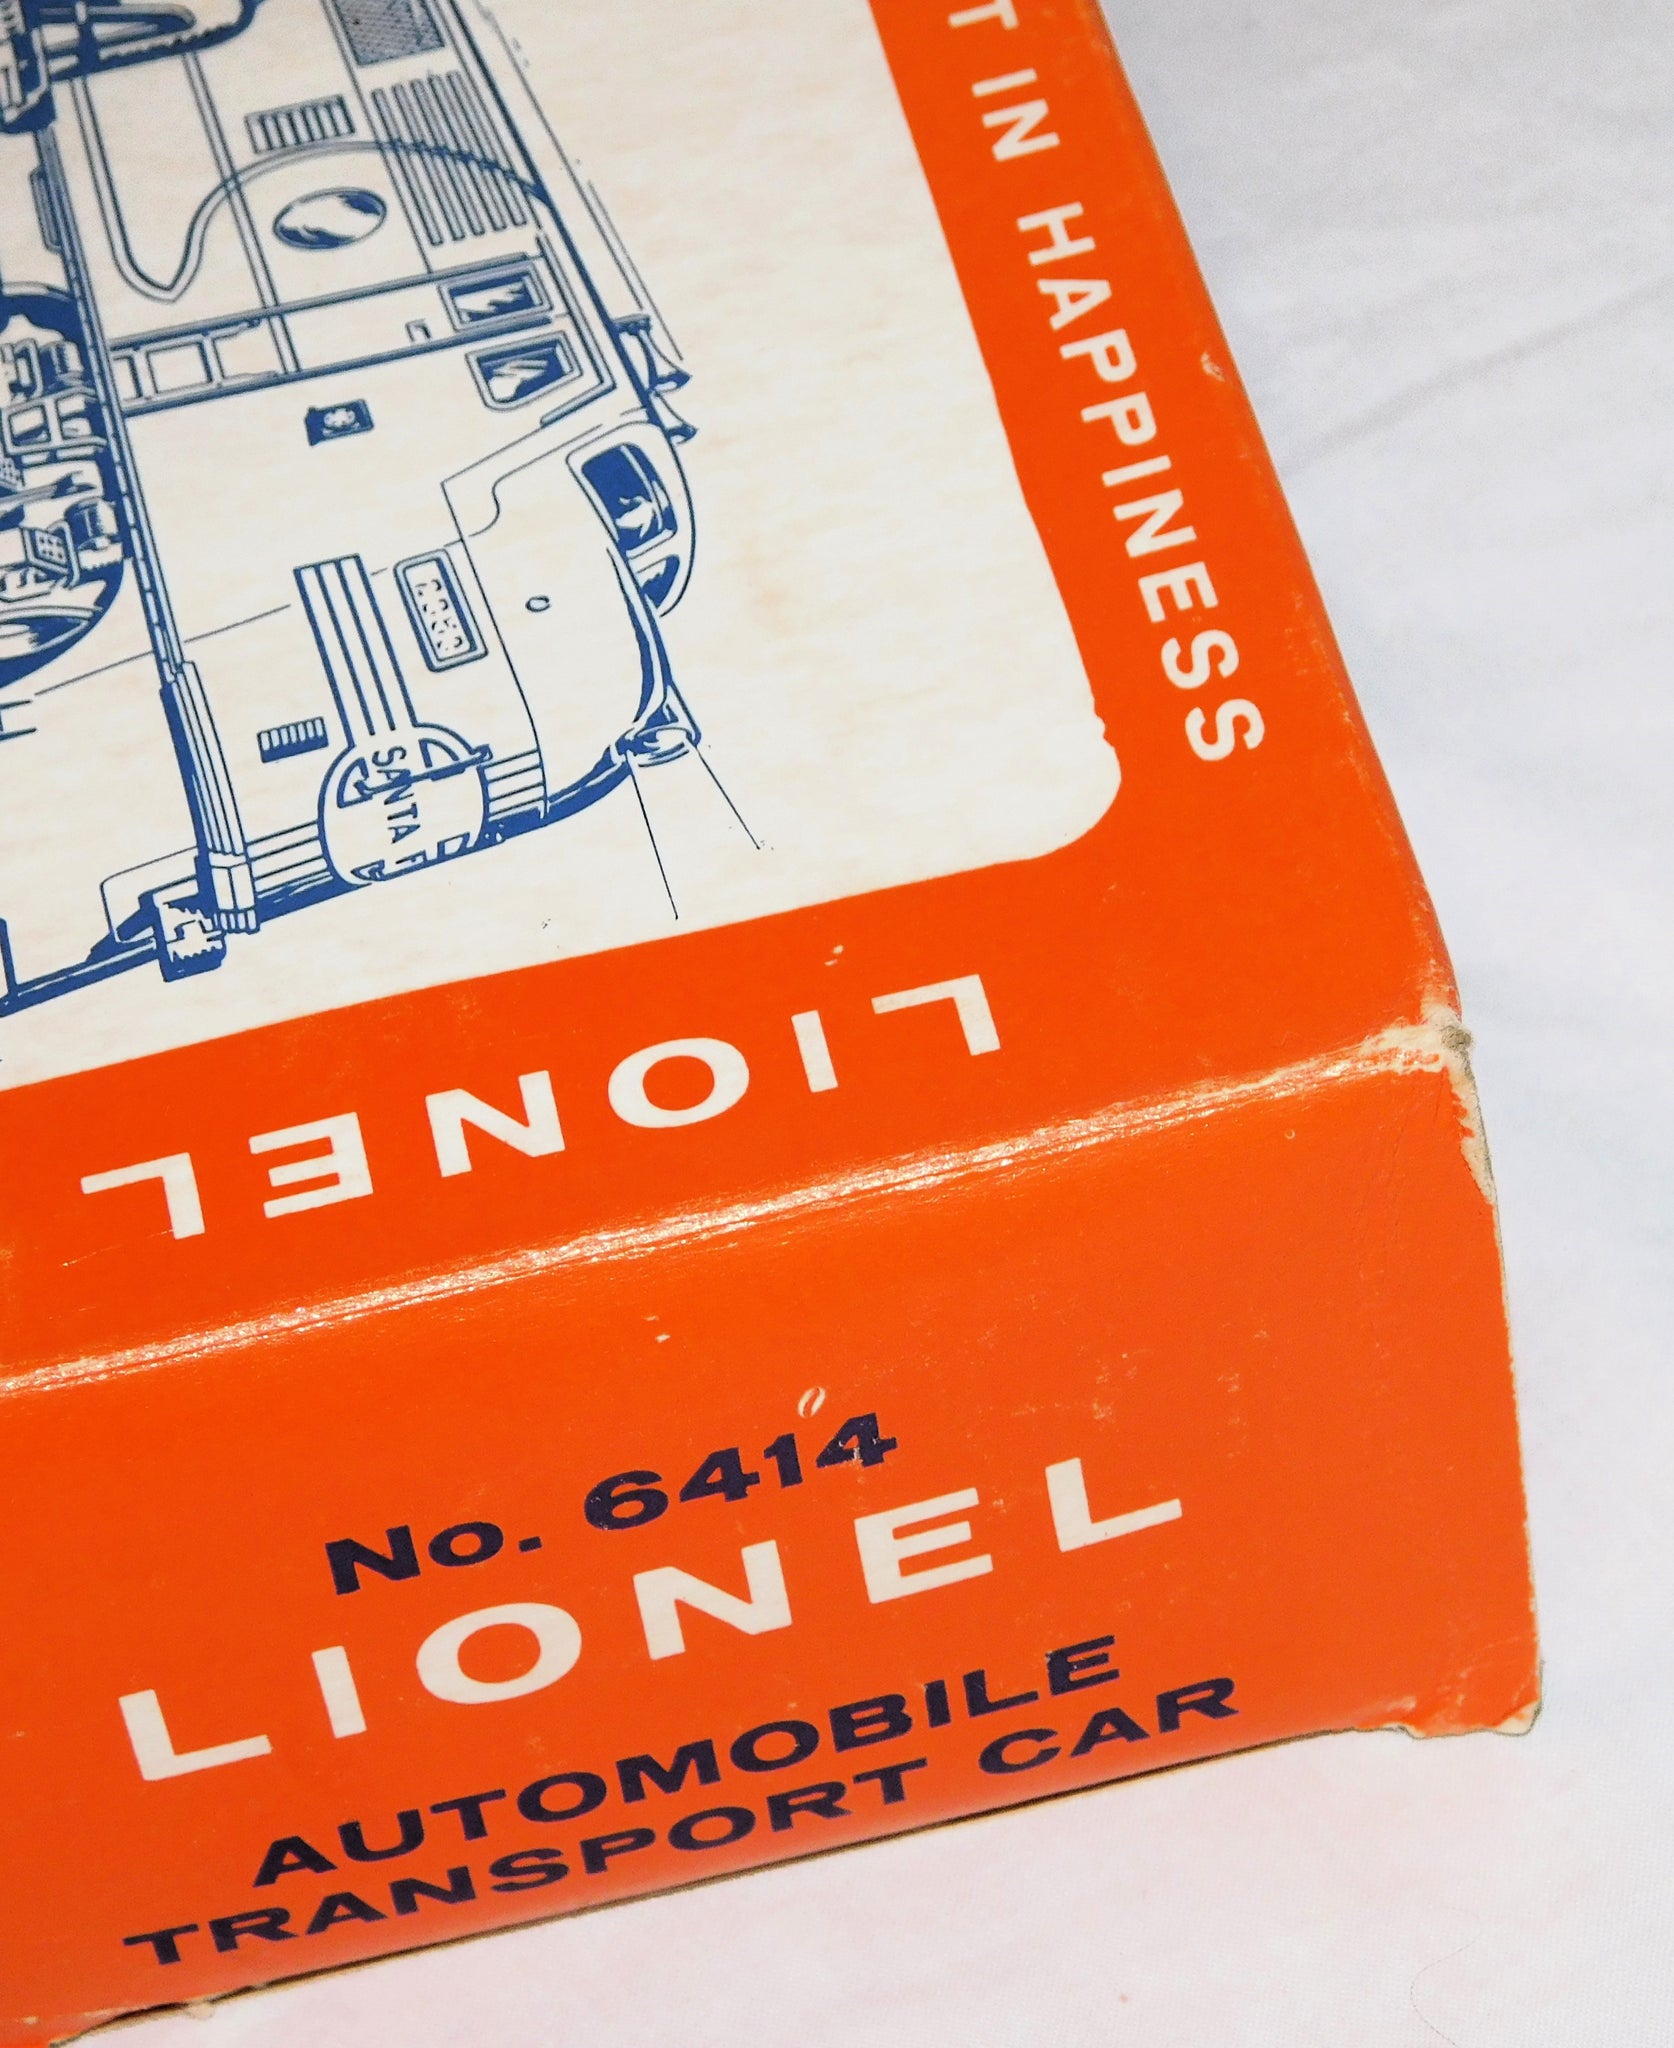 T IN HAPPINESS
SANTA F
LIONEL
No. 6414
LIONEL
AUTOMOBILE
TRANSPORT CAR